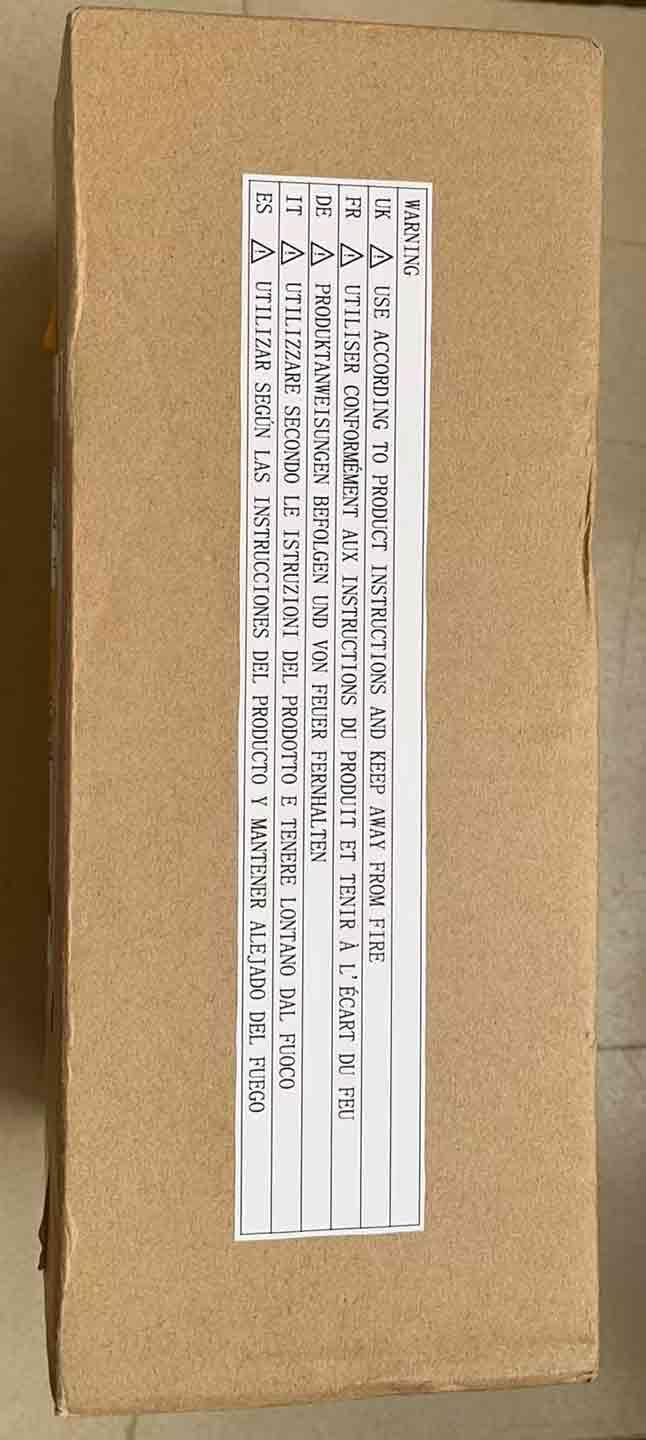 WARNING
UK ⚠ USE ACCORDING TO PRODUCT INSTRUCTIONS AND KEEP AWAY FROM FIRE
FR ⚠ UTILISER CONFORMÉMENT AUX INSTRUCTIONS DU PRODUIT ET TENIR À L'ÉCART DU FEU
DE ⚠ PRODUKTANWEISUNGEN BEFOLGEN UND VON FEUER FERNHALTEN
IT ⚠ UTILIZZARE SECONDO LE ISTRUZIONI DEL PRODOTTO E TENERE LONTANO DAL FUOCO
ES ⚠ UTILIZAR SEGÚN LAS INSTRUCCIONES DEL PRODUCTO Y MANTENER ALEJADO DEL FUEGO